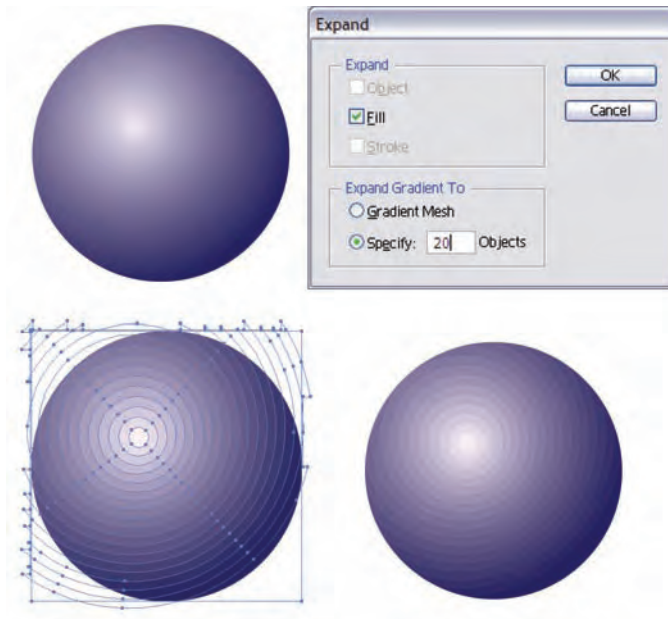 Expand
Expand
Object
Fill
Stroke
OK
Cancel
Expand Gradient To
Gradient Mesh
Specify: 20 Objects